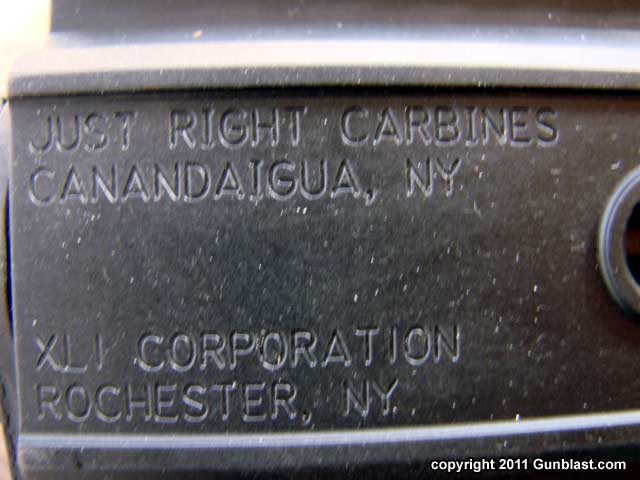 JUST RIGHT CARBINES
CANANDAIGUA, NY
XLI CORPORATION
ROCHESTER, NY
copyright 2011 Gunblast.com